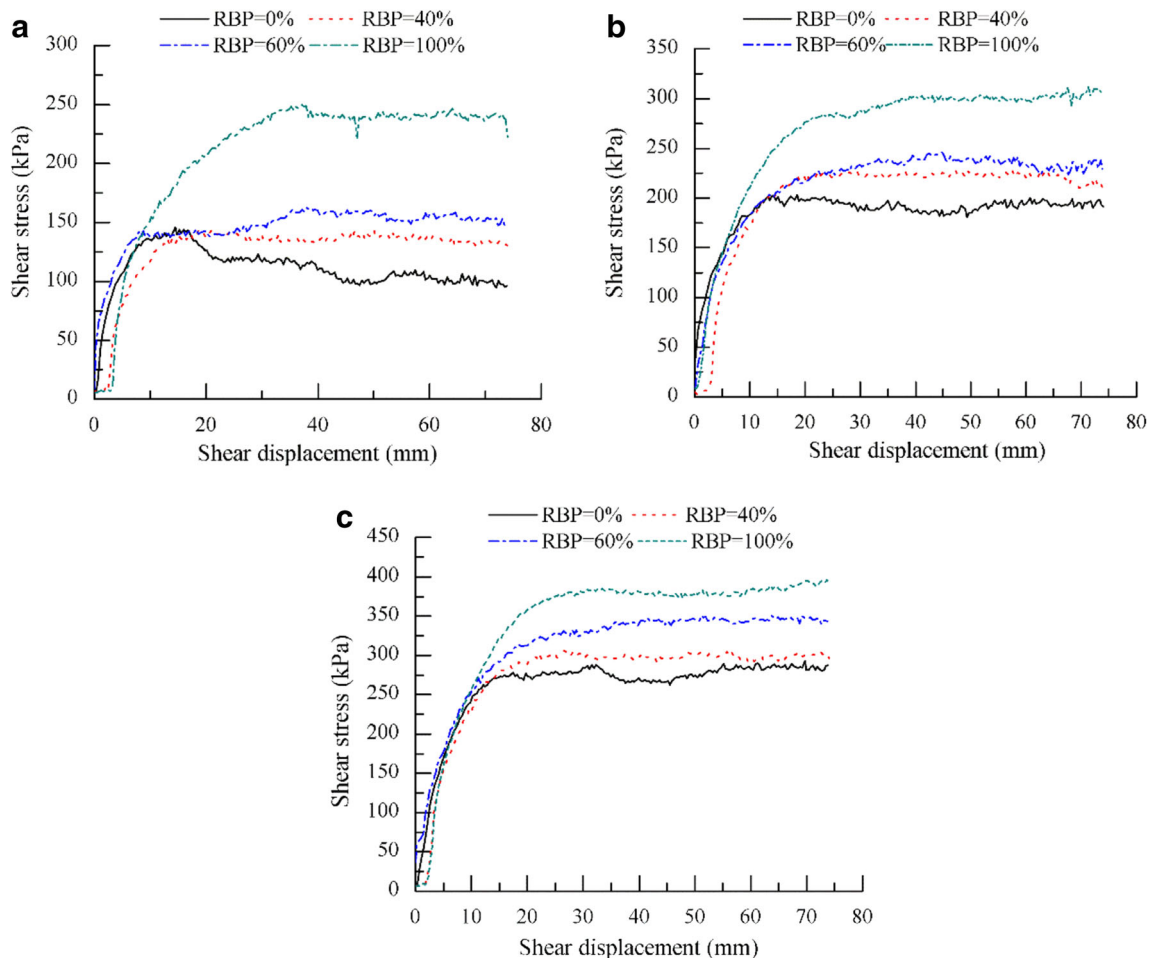 a
RBP=0% RBP=40%
RBP=60% RBP=100%
300
250
200
150
100
50
0
Shear stress (kPa)
0 20 40 60 80
Shear displacement (mm)
b
RBP=0% RBP=40%
RBP=60% RBP=100%
350
300
250
200
150
100
50
0
Shear stress (kPa)
0 10 20 30 40 50 60 70 80
Shear displacement (mm)
c
RBP=0% RBP=40%
RBP=60% RBP=100%
450
400
350
300
250
200
150
100
50
0
Shear stress (kPa)
0 10 20 30 40 50 60 70 80
Shear displacement (mm)